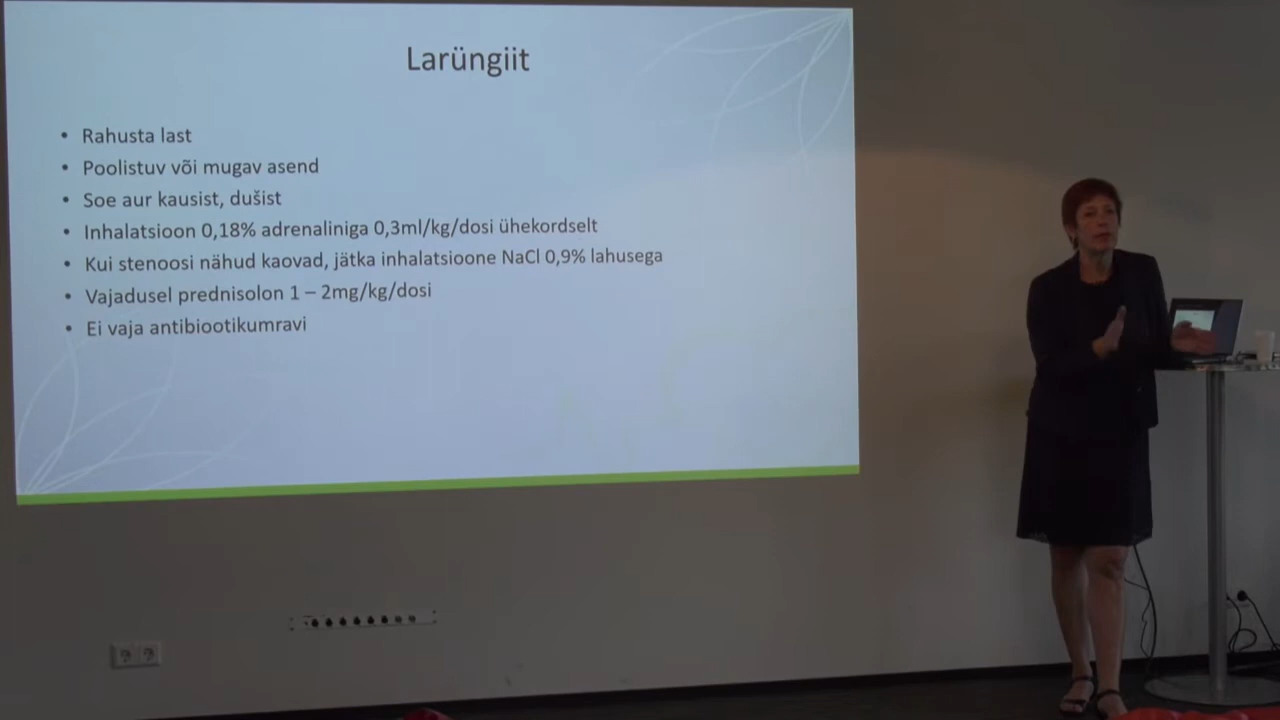 Larüngiit
• Rahusta last
• Poolistuv või mugav asend
• Soe aur kausist, dušist
• Inhalatsioon 0,18% adrenaliniga 0,3ml/kg/dosi ühekordselt
• Kui stenoosi nähud kaovad, jätka inhalatsioone NaCl 0,9% lahusega
• Vajadusel prednisolon 1 – 2mg/kg/dosi
• Ei vaja antibiootikumravi